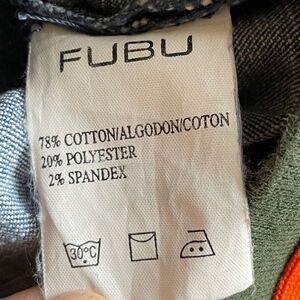 FUBU
78% COTTON/ALGODON/COTON
20% POLYESTER
2% SPANDEX
30°C